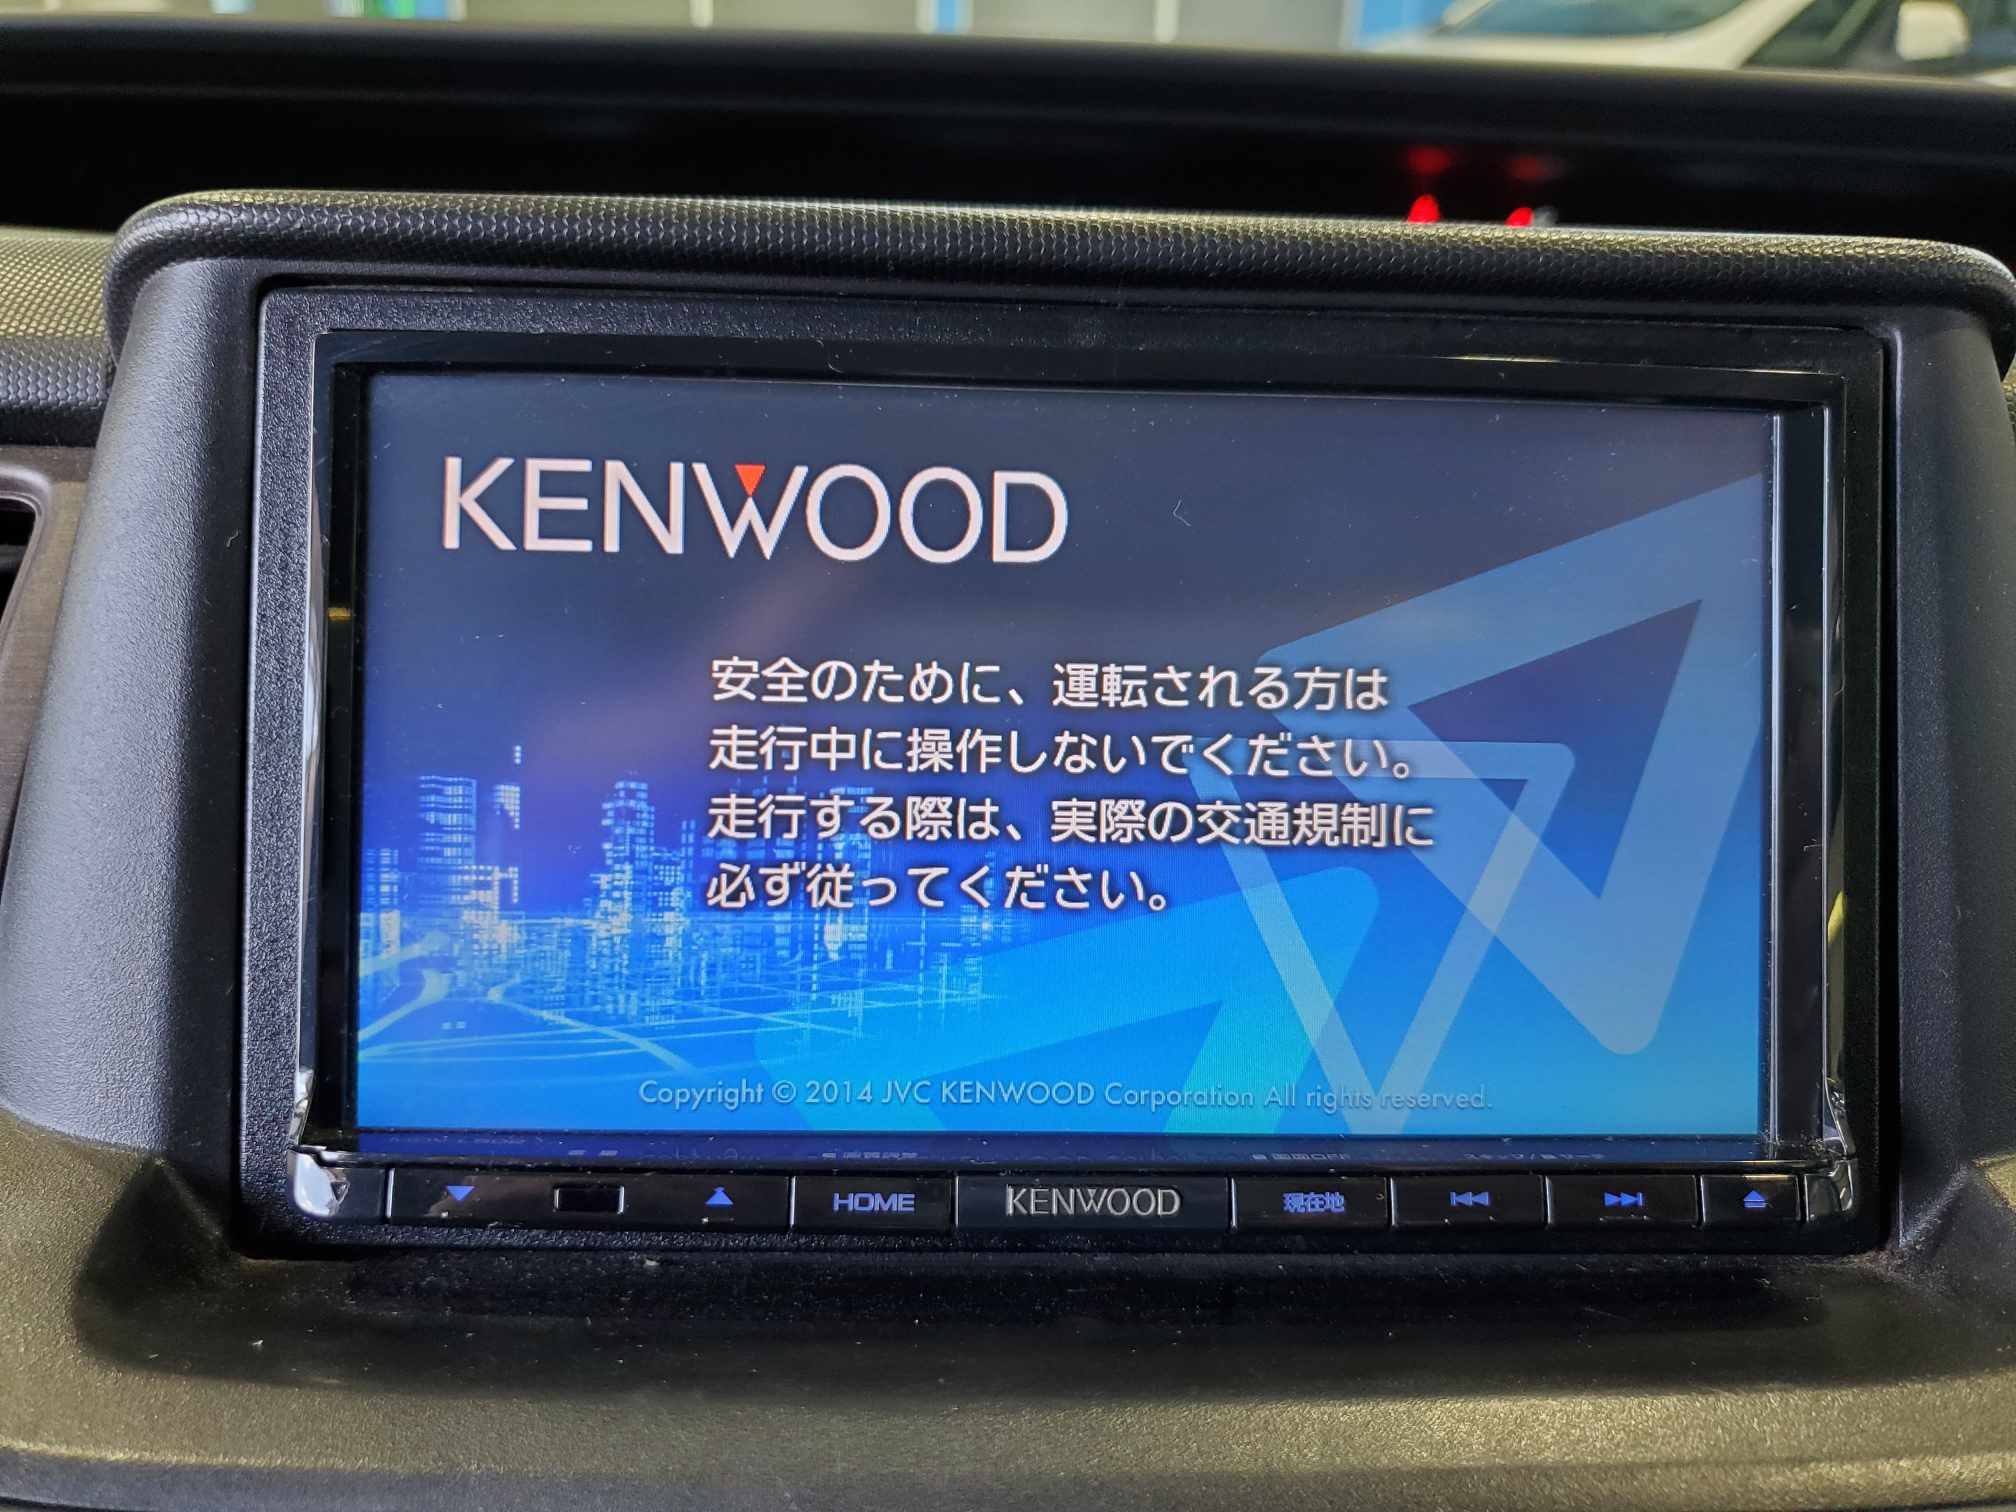 KENWOOD
安全のために、運転される方は
走行中に操作しないでください。
走行する際は、実際の交通規制に
必ず従ってください。
Copyright © 2014 JVC KENWOOD Corporation All rights reserved.
HOME
KENWOOD
現在地